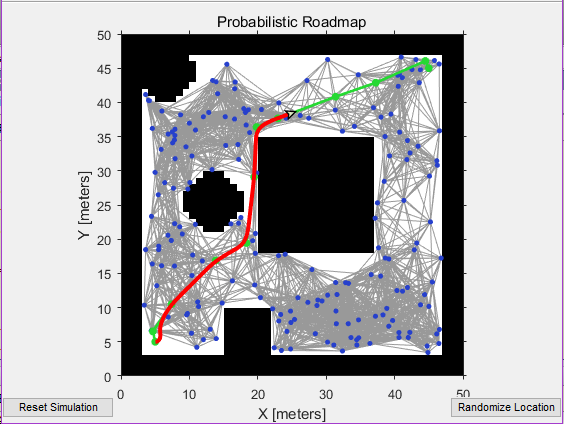 Probabilistic Roadmap
50
45
40
35
30
25
20
15
10
5
0
Y [meters]
0 10 20 30 40 50
X [meters]
Reset Simulation
Randomize Location